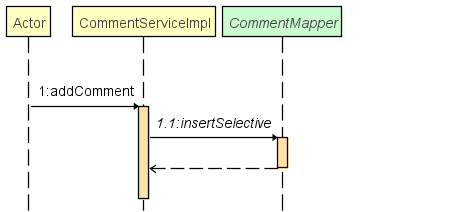 Actor
CommentServiceImpl
CommentMapper
1:addComment
1.1:insertSelective